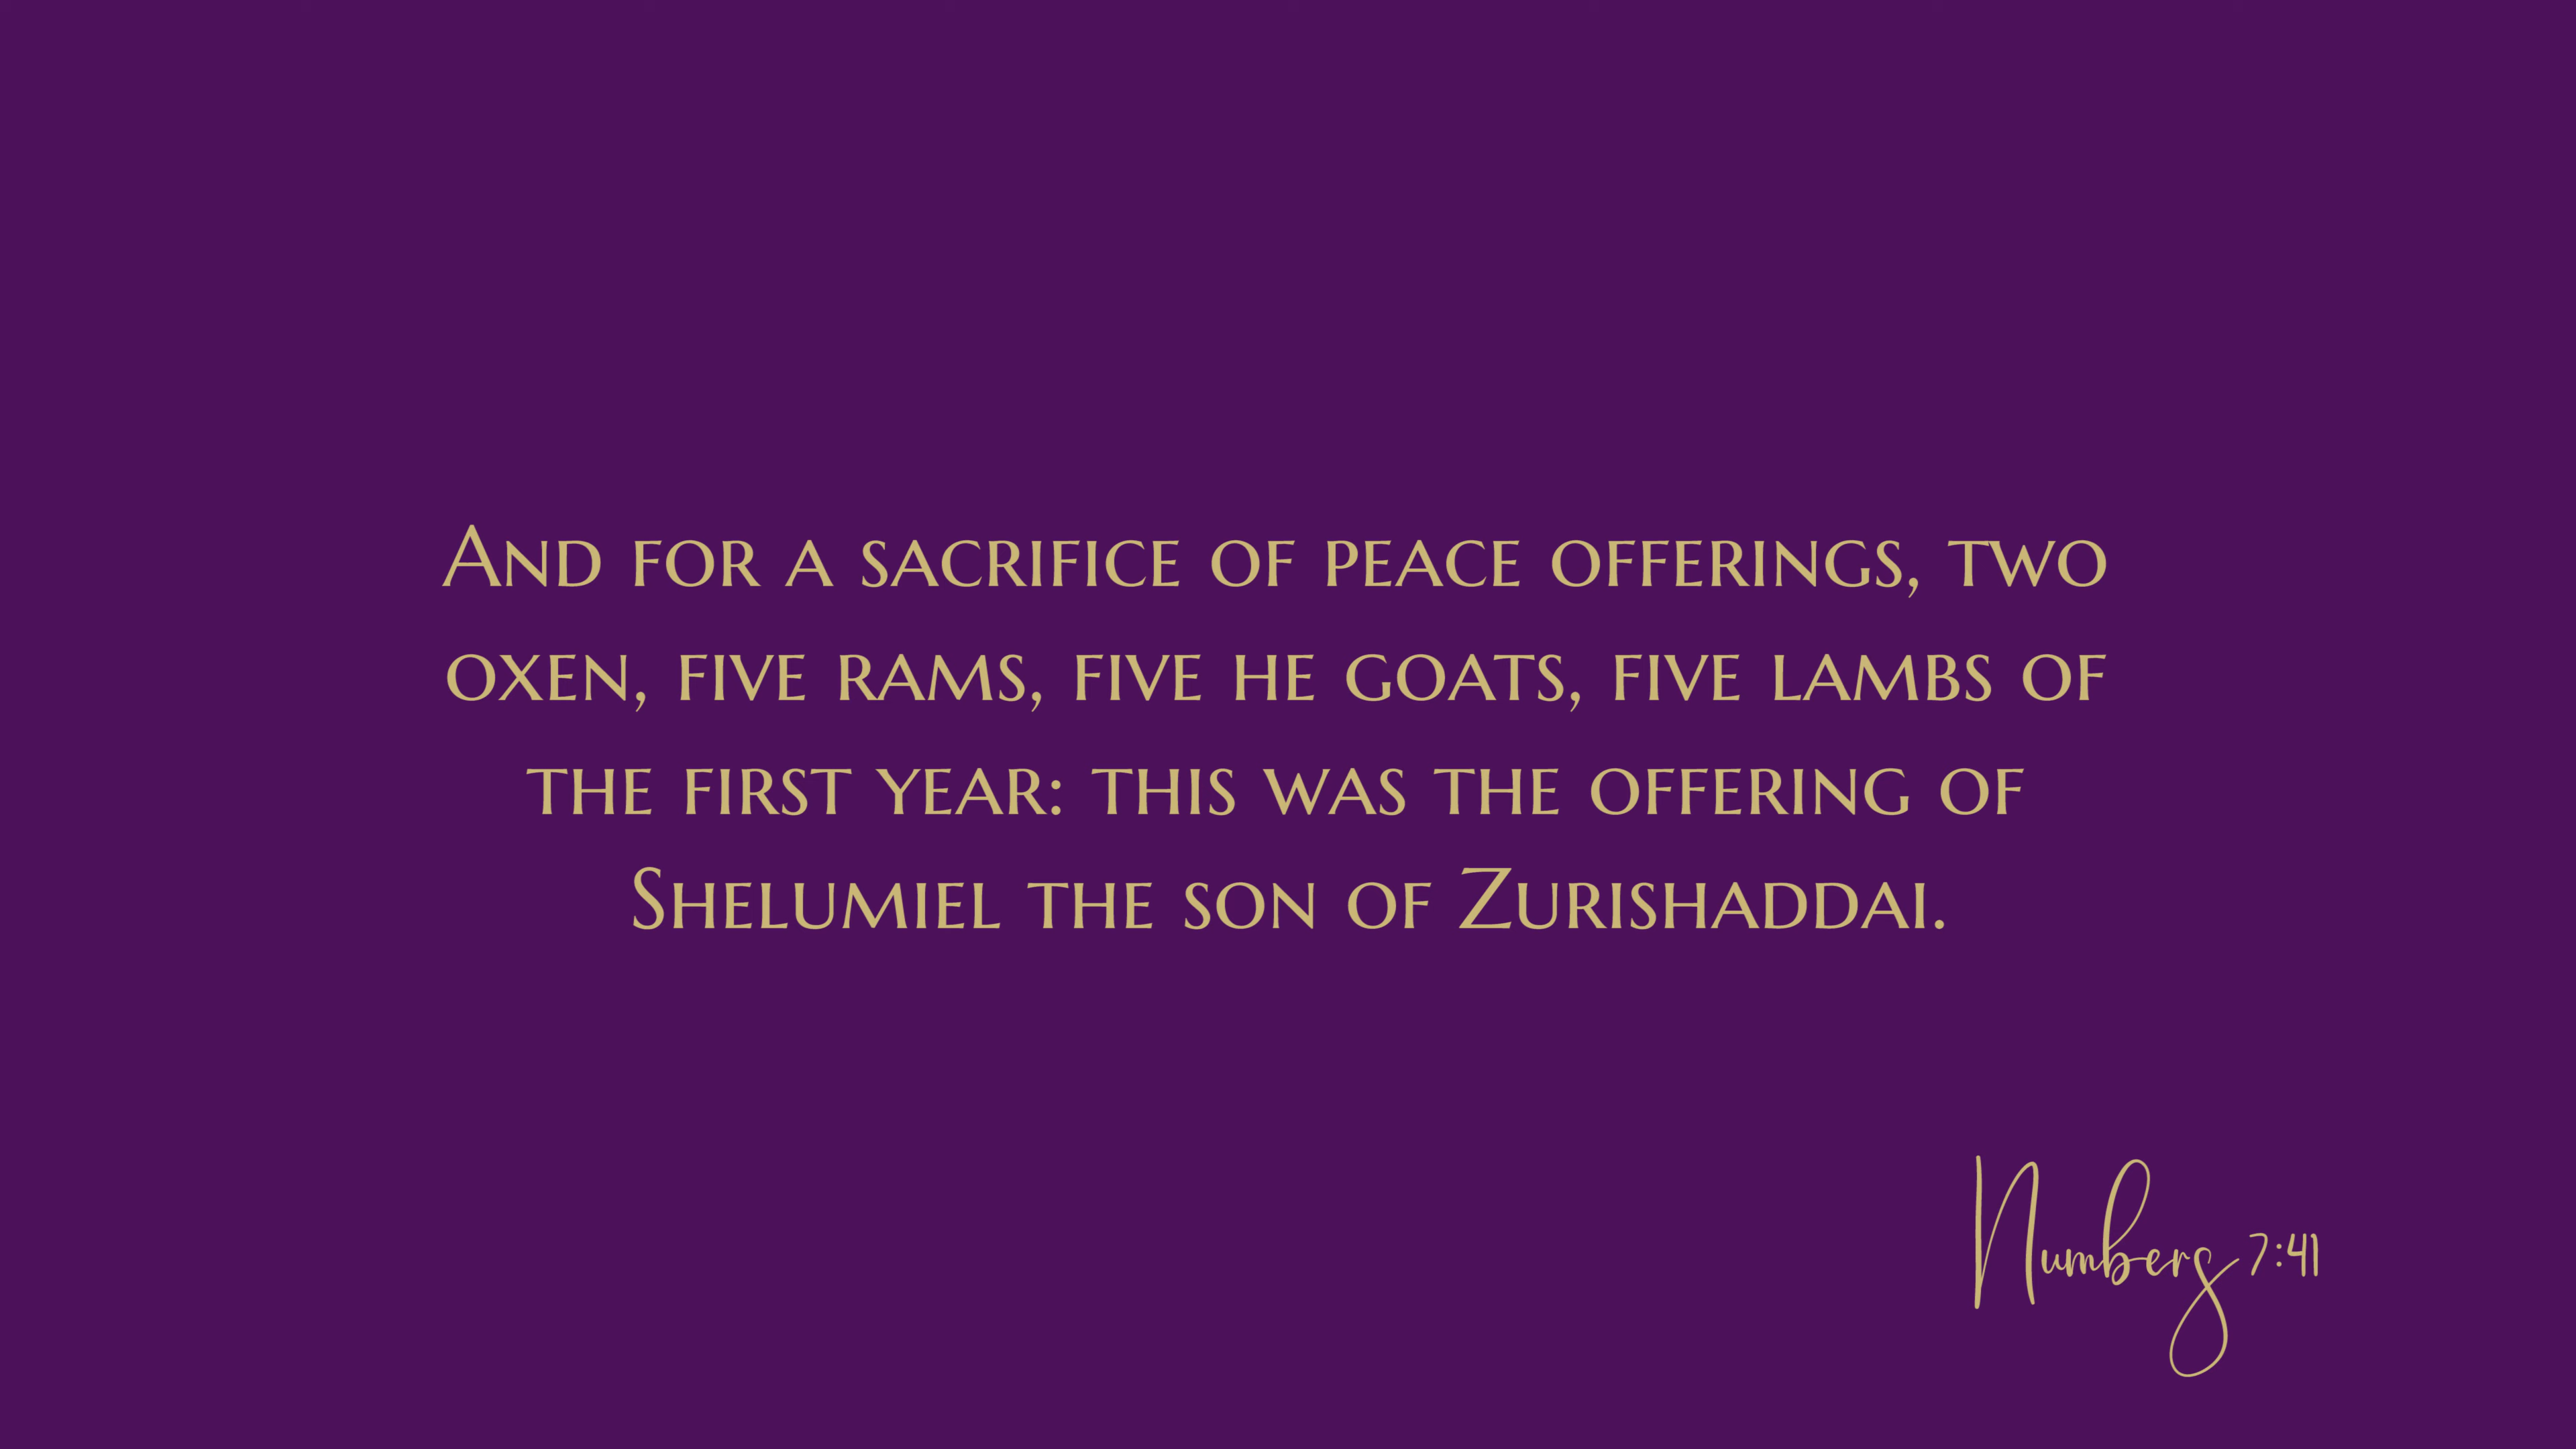 And for a sacrifice of peace offerings, two
oxen, five rams, five he goats, five lambs of
the first year: this was the offering of
Shelumiel the son of Zurishaddai.
Numbers 7:41